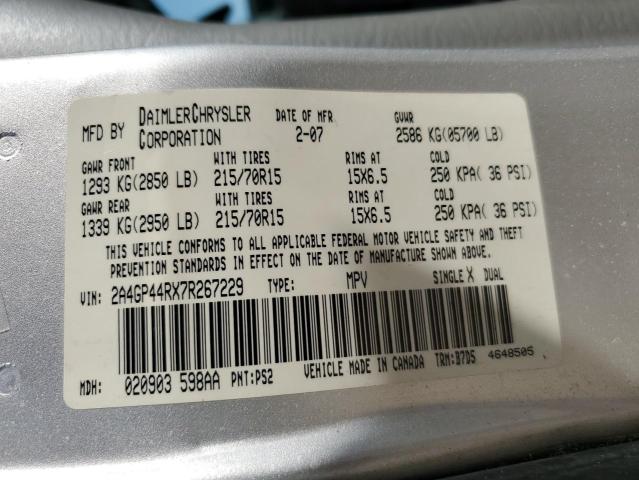 MFD BY DAIMLERCHRYSLER CORPORATION DATE OF MFR 2-07 GVWR 2586 KG(05700 LB)
GAWR FRONT WITH TIRES RIMS AT COLD
1293 KG(2850 LB) 215/70R15 15X6.5 250 KPA( 36 PSI)
GAWR REAR WITH TIRES RIMS AT COLD
1339 KG(2950 LB) 215/70R15 15X6.5 250 KPA( 36 PSI)
THIS VEHICLE CONFORMS TO ALL APPLICABLE FEDERAL MOTOR VEHICLE SAFETY AND THEFT
PREVENTION STANDARDS IN EFFECT ON THE DATE OF MANUFACTURE SHOWN ABOVE.
VIN: 2A4GP44RX7R267229 TYPE: MPV SINGLE X DUAL
MDH: 020903 598AA PNT:PS2 VEHICLE MADE IN CANADA TRM:B7D5 4648505